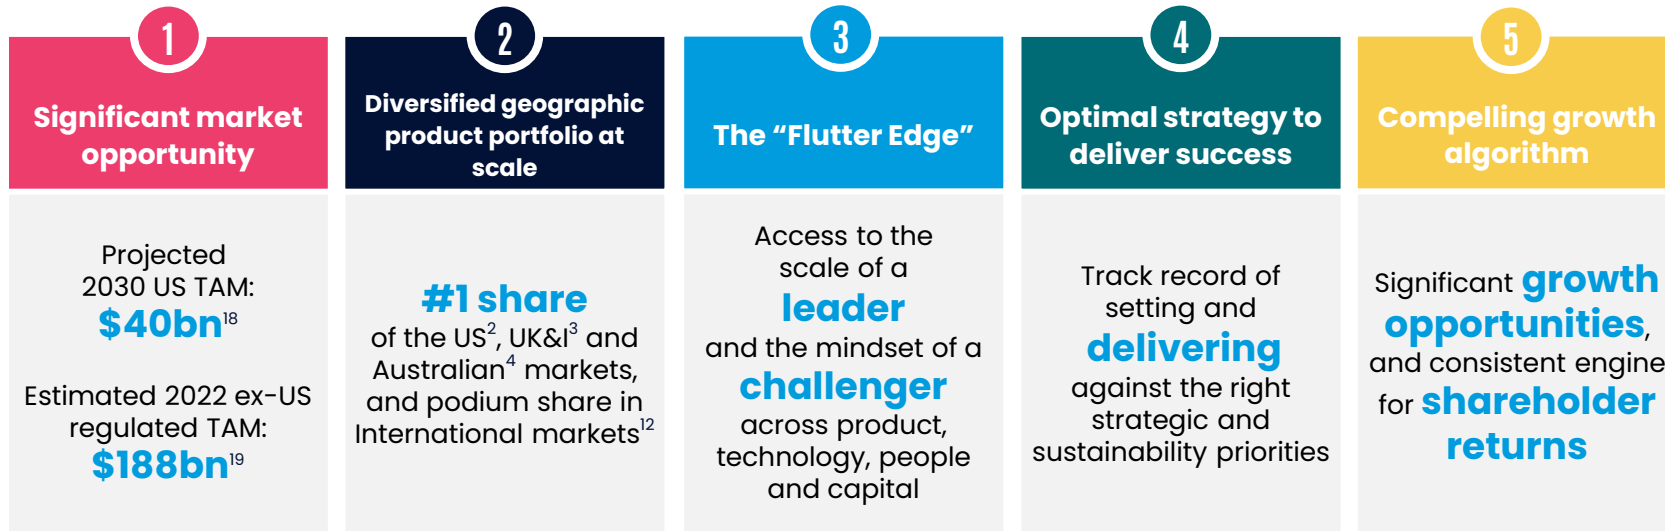 1
Significant market
opportunity
Projected
2030 US TAM:
$40bn18
Estimated 2022 ex-US
regulated TAM:
$188bn19
2
Diversified geographic
product portfolio at
scale
#1 share
of the US2, UK&I3 and
Australian4 markets,
and podium share in
International markets12
3
The “Flutter Edge”
Access to the
scale of a
leader
and the mindset of a
challenger
across product,
technology, people
and capital
4
Optimal strategy to
deliver success
Track record of
setting and
delivering
against the right
strategic and
sustainability priorities
5
Compelling growth
algorithm
Significant growth
opportunities,
and consistent engine
for shareholder
returns